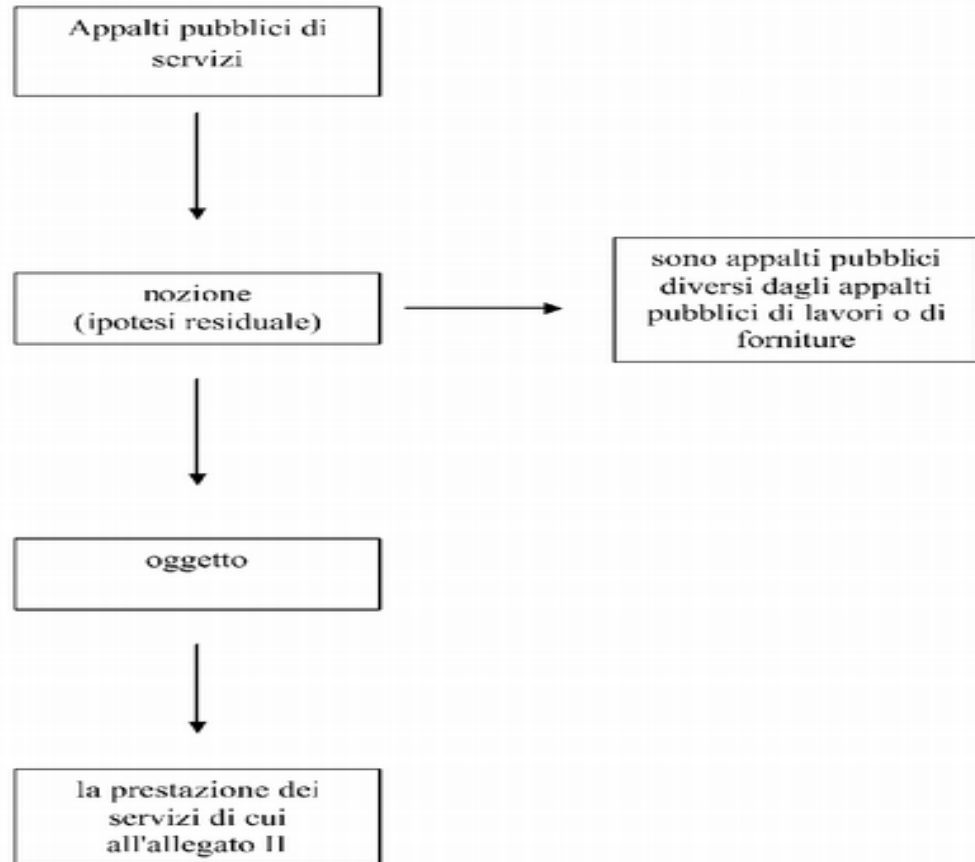 Appalti pubblici di
servizi
nozione
(ipotesi residuale)
sono appalti pubblici
diversi dagli appalti
pubblici di lavori o di
forniture
oggetto
la prestazione dei
servizi di cui
all'allegato II